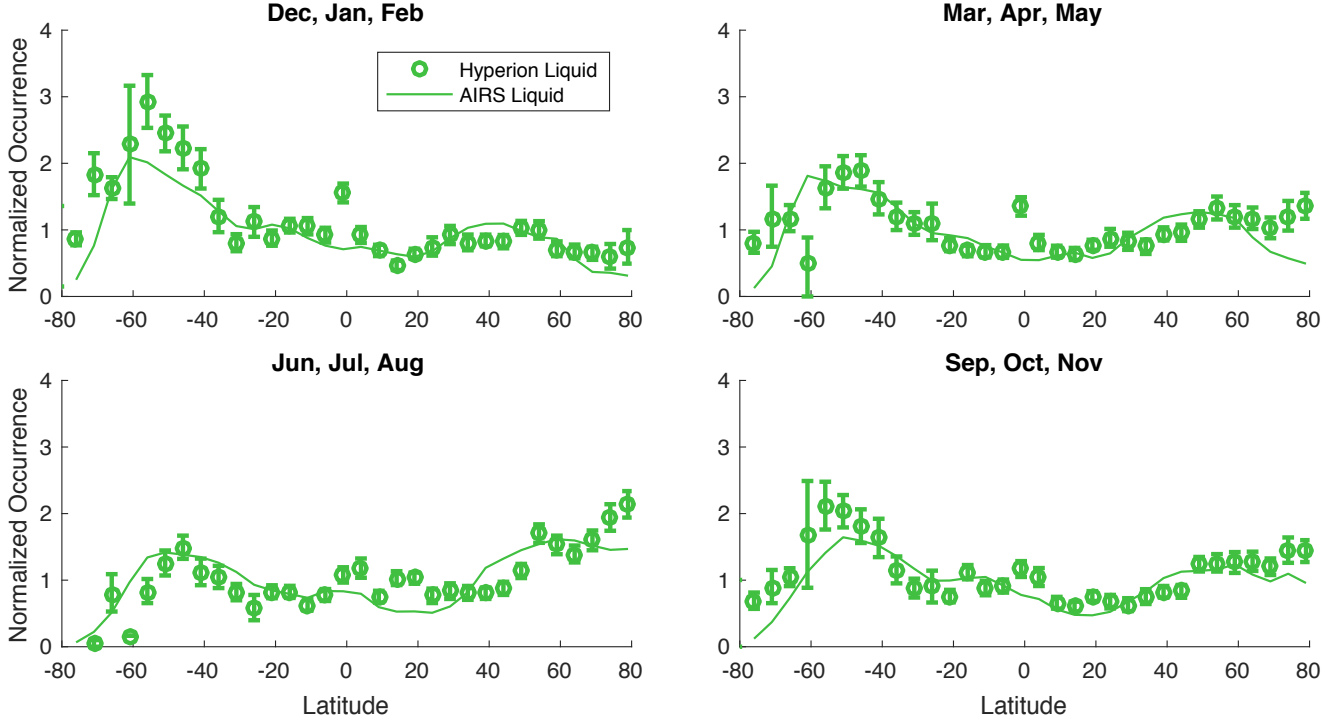 Dec, Jan, Feb
Mar, Apr, May
Normalized Occurrence
4
3
2
1
0
-80 -60 -40 -20 0 20 40 60 80
Hyperion Liquid
AIRS Liquid
Normalized Occurrence
4
3
2
1
0
-80 -60 -40 -20 0 20 40 60 80
Jun, Jul, Aug
Sep, Oct, Nov
Normalized Occurrence
4
3
2
1
0
-80 -60 -40 -20 0 20 40 60 80
Latitude
Normalized Occurrence
4
3
2
1
0
-80 -60 -40 -20 0 20 40 60 80
Latitude